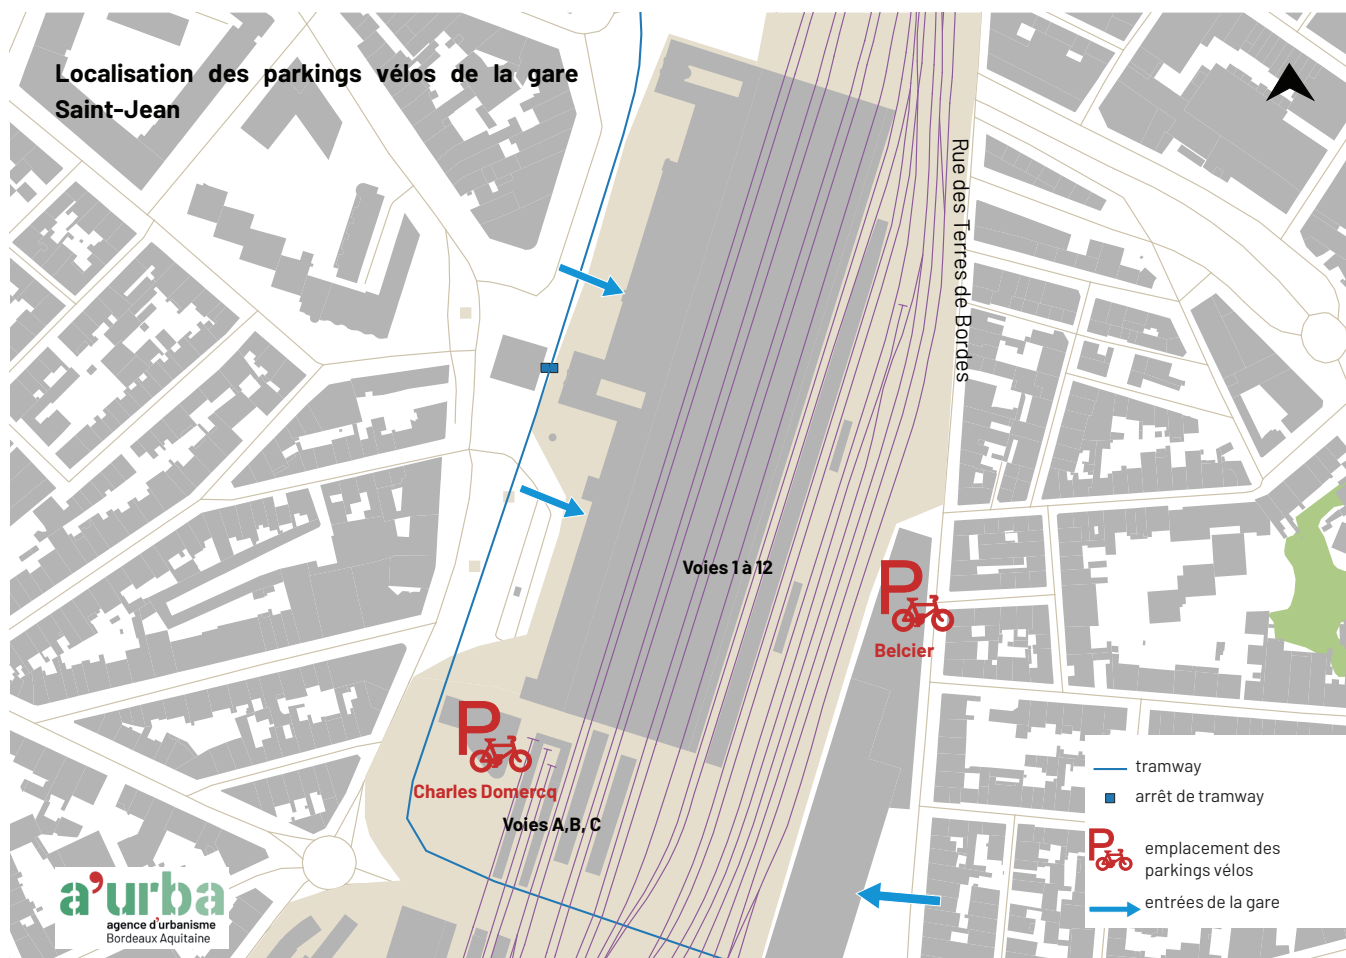 Localisation des parkings vélos de la gare
Saint-Jean
Rue des Terres de Bordes
Voies 1 à 12
P
Belcier
P
Charles Domercq
Voies A,B, C
tramway
arrêt de tramway
P
emplacement des
parkings vélos
entrées de la gare
a'urba
agence d'urbanisme
Bordeaux Aquitaine